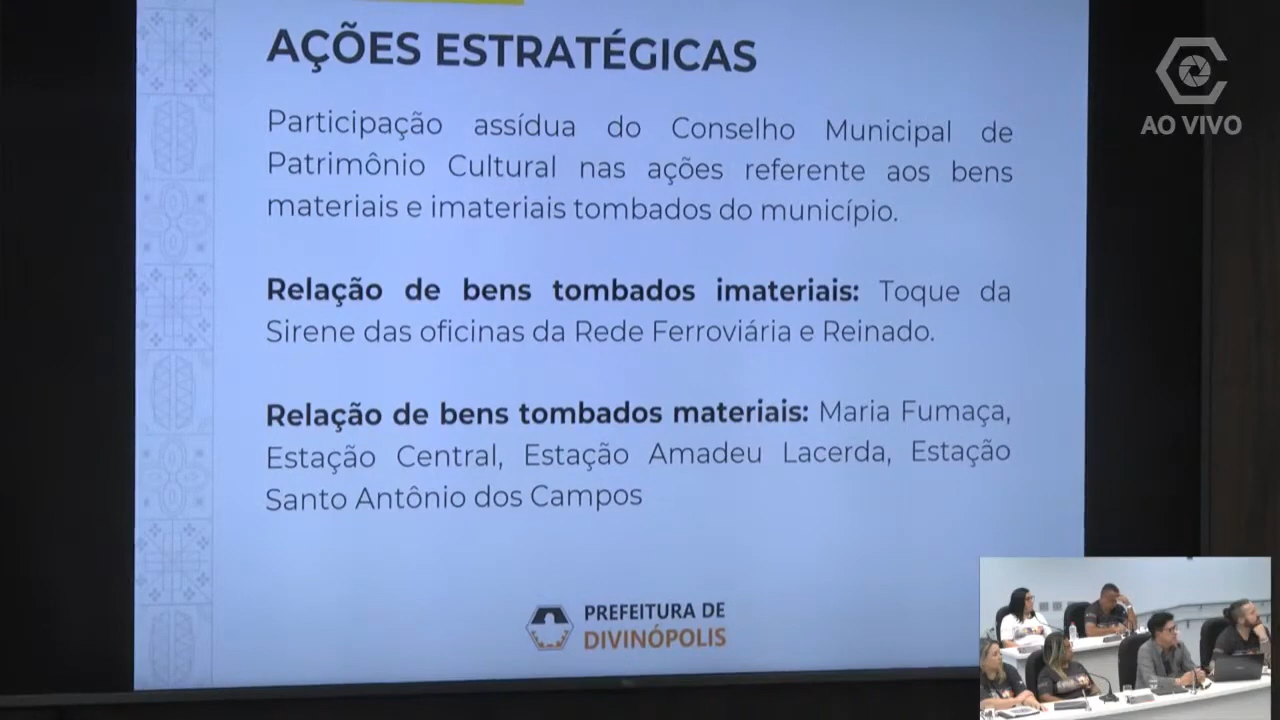 AÇÕES ESTRATÉGICAS
AO VIVO
Participação assídua do Conselho Municipal de
Patrimônio Cultural nas ações referente aos bens
materiais e imateriais tombados do município.
Relação de bens tombados imateriais: Toque da
Sirene das oficinas da Rede Ferroviária e Reinado.
Relação de bens tombados materiais: Maria Fumaça,
Estação Central, Estação Amadeu Lacerda, Estação
Santo Antônio dos Campos
PREFEITURA DE
DIVINÓPOLIS